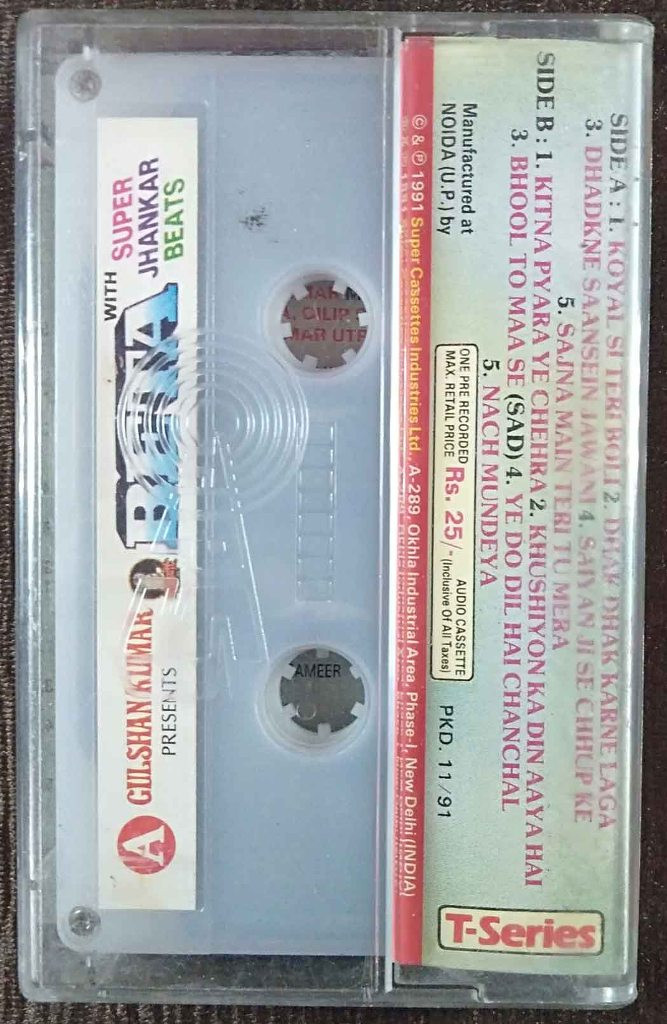 SIDE A : 1. KOYAL SI TERI BOLI 2. DHAK DHAK KARNE LAGA
3. DHADKNE SAANSEIN JAWAN 4. SAIYAN JI SE CHHUP KE
5. SAJNA MAIN TERI TU MERA
SIDE B : 1. KITNA PYARA YE CHEHRA 2. KHUSHIYON KA DIN AAYA HAI
3. BHOOL TO MAA SE (SAD) 4. YE DO DIL HAI CHANCHAL
5. NACH MUNDEYA
Manufactured at
NOIDA (U.P.) by
ONE PRE RECORDED
MAX. RETAIL PRICE
Rs. 25/-
AUDIO CASSETTE
(Inclusive Of All Taxes)
PKD. 11/91
T-Series
© & ℗ 1991 Super Cassettes Industries Ltd., A-289, Okhla Industrial Area, Phase-I, New Delhi (INDIA)
A
GULSHAN KUMAR
PRESENTS
BETA
WITH SUPER
JHANKAR
BEATS
DILIP
AMEER